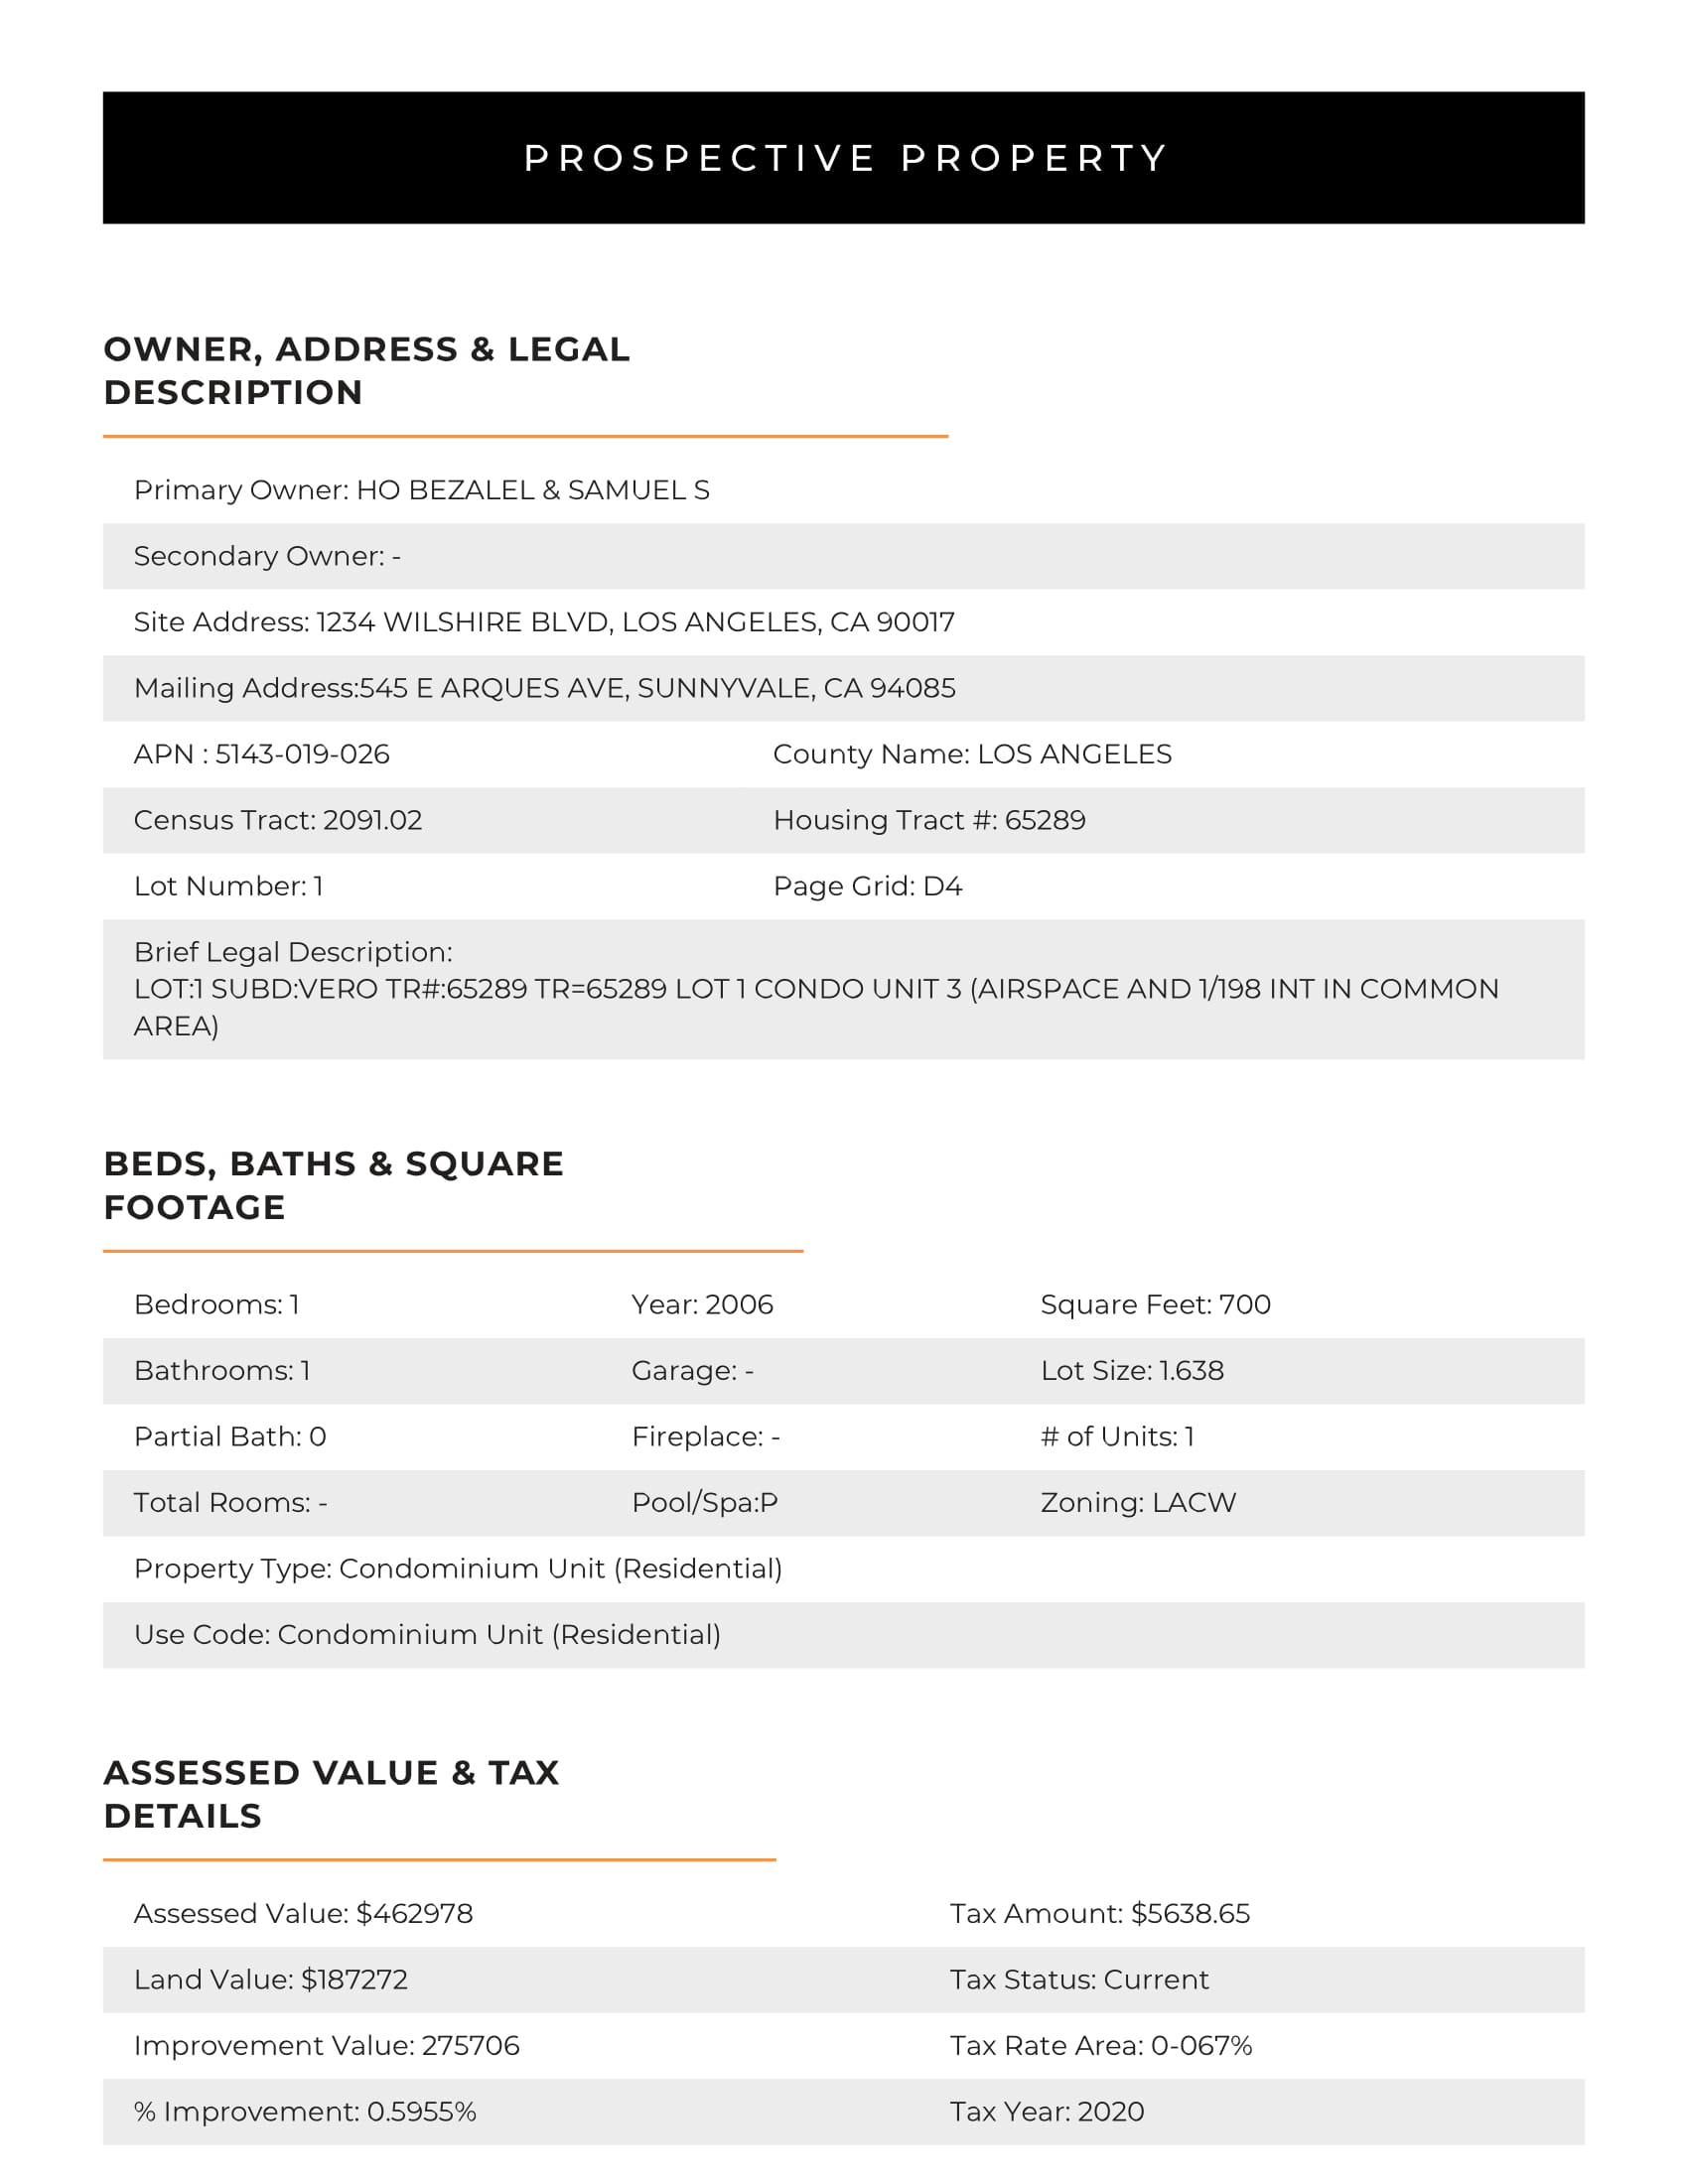 PROSPECTIVE PROPERTY
OWNER, ADDRESS & LEGAL
DESCRIPTION
Primary Owner: HO BEZALEL & SAMUEL S
Secondary Owner: -
Site Address: 1234 WILSHIRE BLVD, LOS ANGELES, CA 90017
Mailing Address:545 E ARQUES AVE, SUNNYVALE, CA 94085
APN : 5143-019-026 County Name: LOS ANGELES
Census Tract: 2091.02 Housing Tract #: 65289
Lot Number: 1 Page Grid: D4
Brief Legal Description:
LOT:1 SUBD:VERO TR#:65289 TR=65289 LOT 1 CONDO UNIT 3 (AIRSPACE AND 1/198 INT IN COMMON
AREA)
BEDS, BATHS & SQUARE
FOOTAGE
Bedrooms: 1 Year: 2006 Square Feet: 700
Bathrooms: 1 Garage: - Lot Size: 1.638
Partial Bath: 0 Fireplace: - # of Units: 1
Total Rooms: - Pool/Spa:P Zoning: LACW
Property Type: Condominium Unit (Residential)
Use Code: Condominium Unit (Residential)
ASSESSED VALUE & TAX
DETAILS
Assessed Value: $462978 Tax Amount: $5638.65
Land Value: $187272 Tax Status: Current
Improvement Value: 275706 Tax Rate Area: 0-067%
% Improvement: 0.5955% Tax Year: 2020